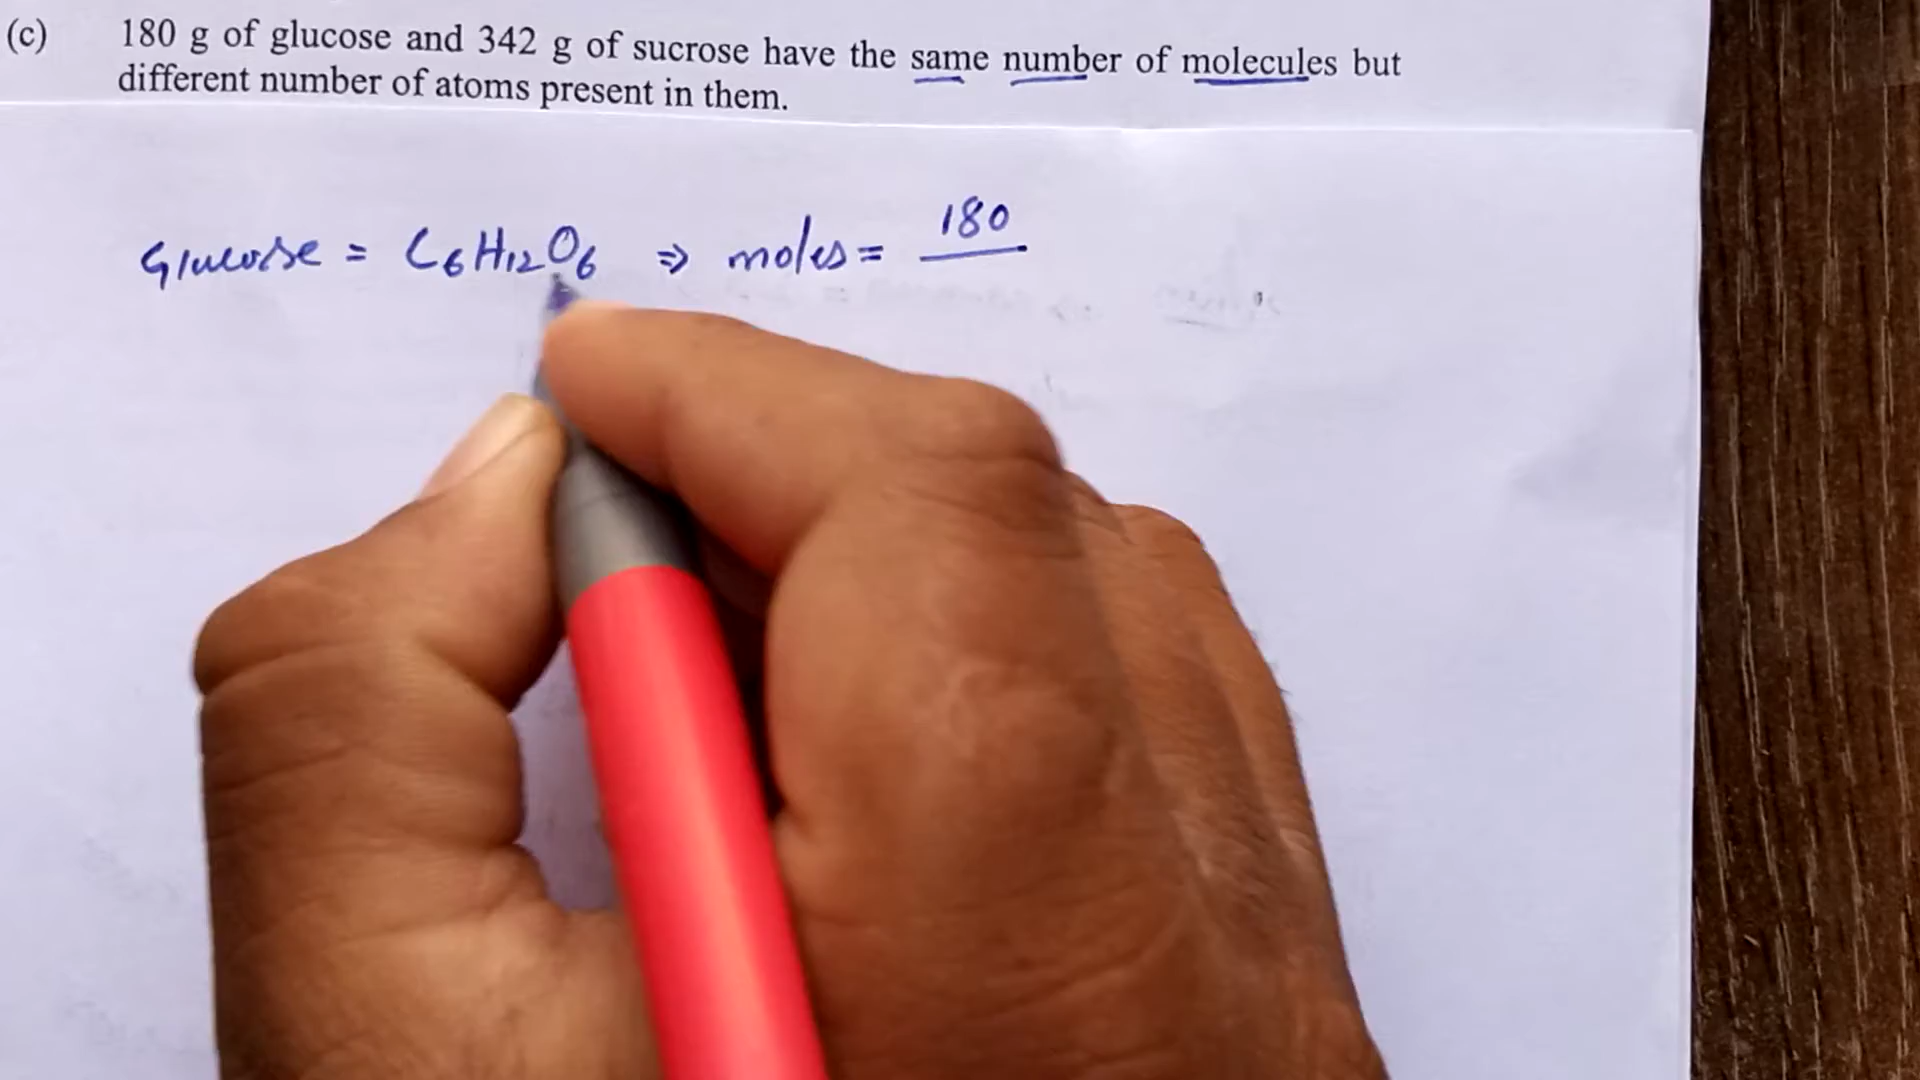 (c) 180 g of glucose and 342 g of sucrose have the same number of molecules but
different number of atoms present in them.
Glucose = C6H12O6 ⇒ moles = 180